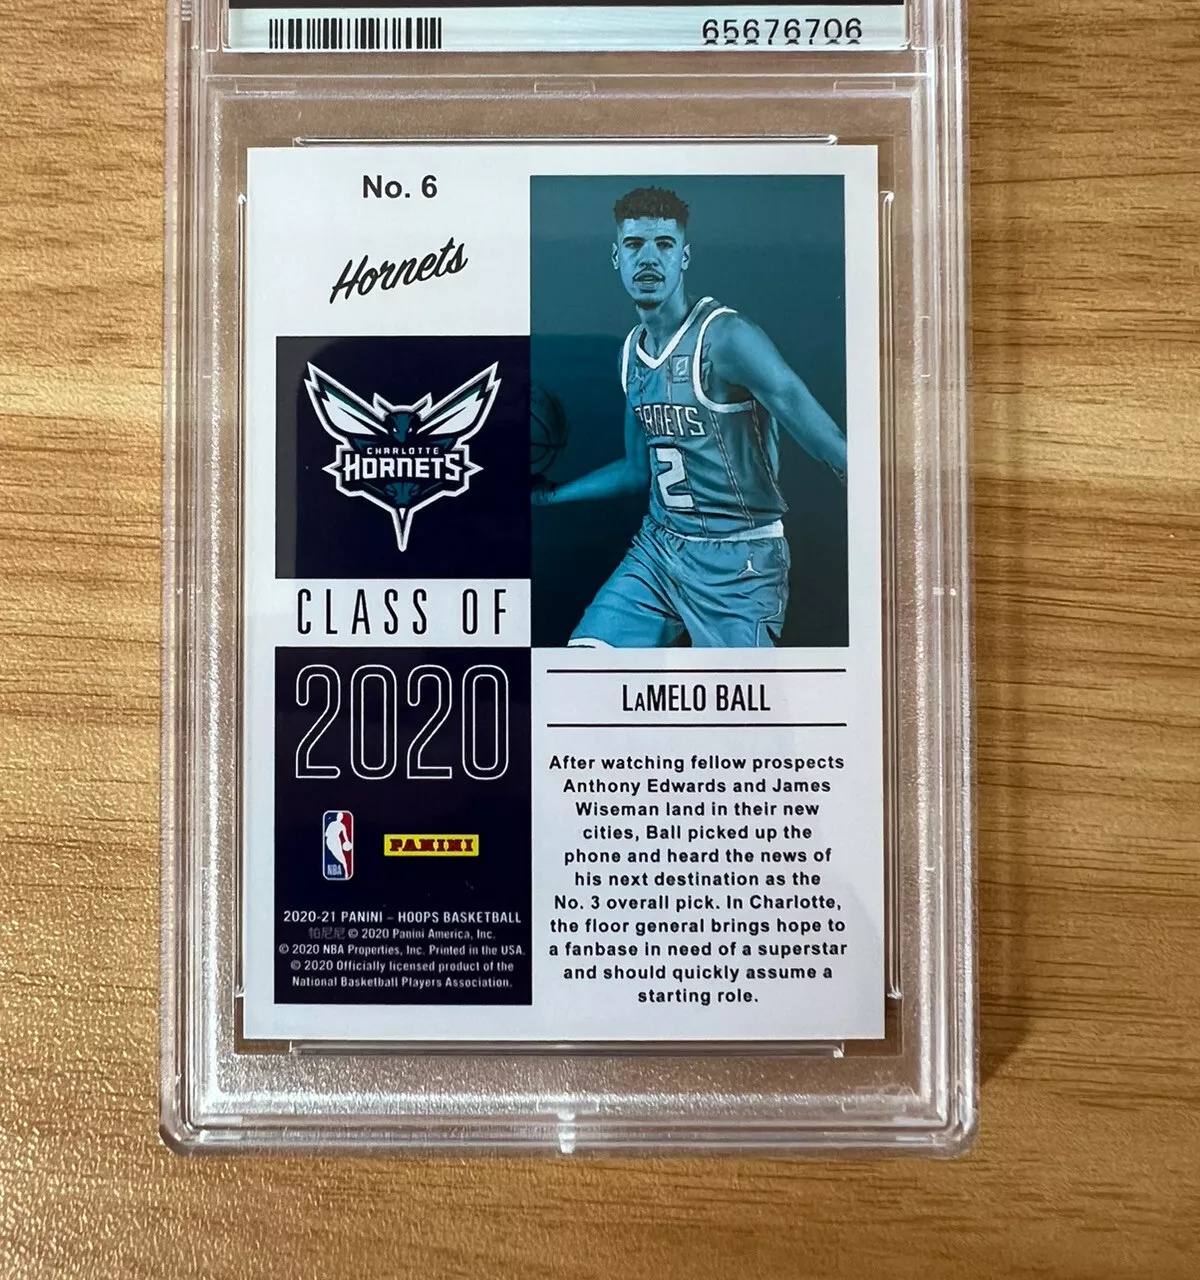 65676706
No. 6
Hornets
CHARLOTTE
HORNETS
CLASS OF
2020
HORNETS
2
LAMELO BALL
After watching fellow prospects
Anthony Edwards and James
Wiseman land in their new
cities, Ball picked up the
phone and heard the news of
his next destination as the
No. 3 overall pick. In Charlotte,
the floor general brings hope to
a fanbase in need of a superstar
and should quickly assume a
starting role.
NBA
PANINI
2020-21 PANINI – HOOPS BASKETBALL
帕尼尼 © 2020 Panini America, Inc.
© 2020 NBA Properties, Inc. Printed in the USA.
© 2020 Officially licensed product of the
National Basketball Players Association.